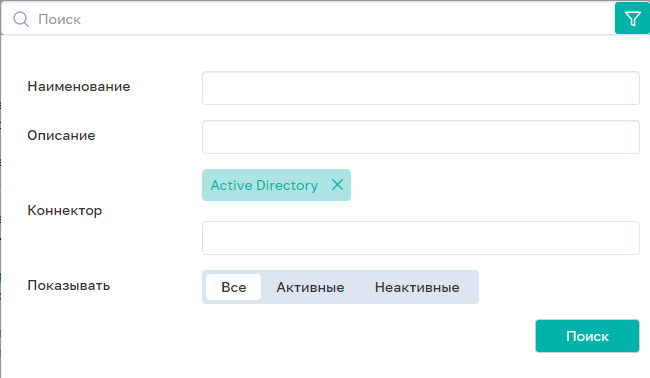 Поиск
Наименование
Описание
Active Directory
Коннектор
Показывать Все Активные Неактивные
Поиск